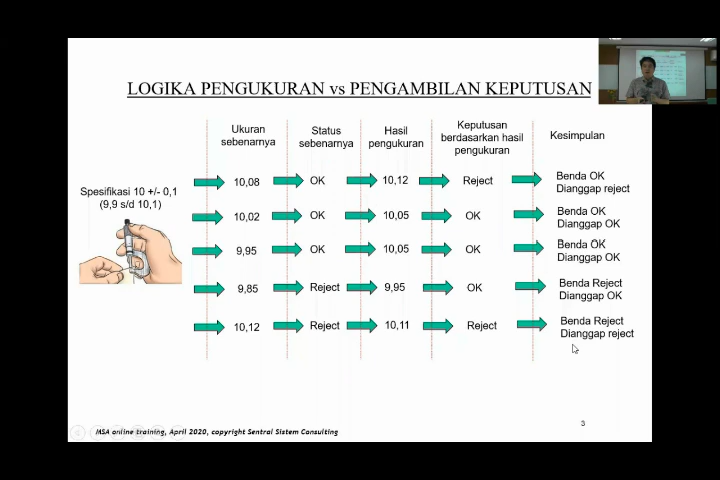 LOGIKA PENGUKURAN vs PENGAMBILAN KEPUTUSAN
Ukuran
sebenarnya
Status
sebenarnya
Hasil
pengukuran
Keputusan
berdasarkan hasil
pengukuran
Kesimpulan
Spesifikasi 10 +/- 0,1
(9,9 s/d 10,1)
10,08 OK 10,12 Reject
Benda OK
Dianggap reject
10,02 OK 10,05 OK
Benda OK
Dianggap OK
9,95 OK 10,05 OK
Benda OK
Dianggap OK
9,85 Reject 9,95 OK
Benda Reject
Dianggap OK
10,12 Reject 10,11 Reject
Benda Reject
Dianggap reject
MSA online training, April 2020, copyright Sentral Sistem Consulting
3